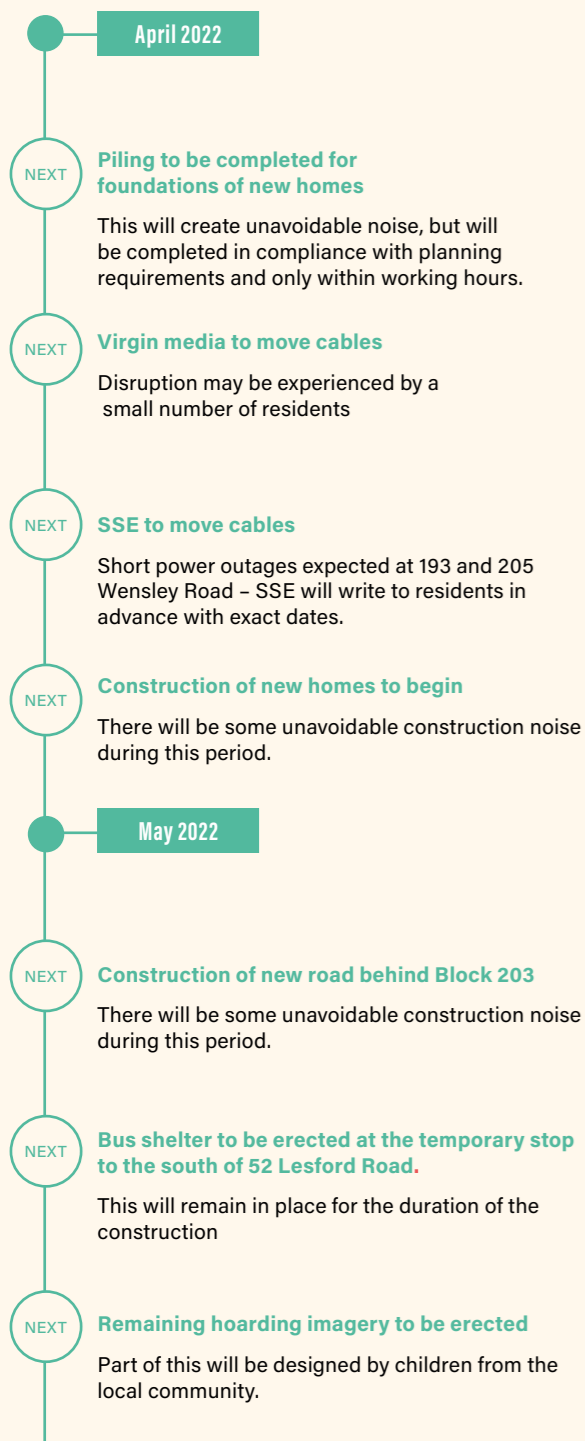 April 2022
NEXT
Piling to be completed for
foundations of new homes
This will create unavoidable noise, but will
be completed in compliance with planning
requirements and only within working hours.
NEXT
Virgin media to move cables
Disruption may be experienced by a
small number of residents
NEXT
SSE to move cables
Short power outages expected at 193 and 205
Wensley Road – SSE will write to residents in
advance with exact dates.
NEXT
Construction of new homes to begin
There will be some unavoidable construction noise
during this period.
May 2022
NEXT
Construction of new road behind Block 203
There will be some unavoidable construction noise
during this period.
NEXT
Bus shelter to be erected at the temporary stop
to the south of 52 Lesford Road.
This will remain in place for the duration of the
construction
NEXT
Remaining hoarding imagery to be erected
Part of this will be designed by children from the
local community.